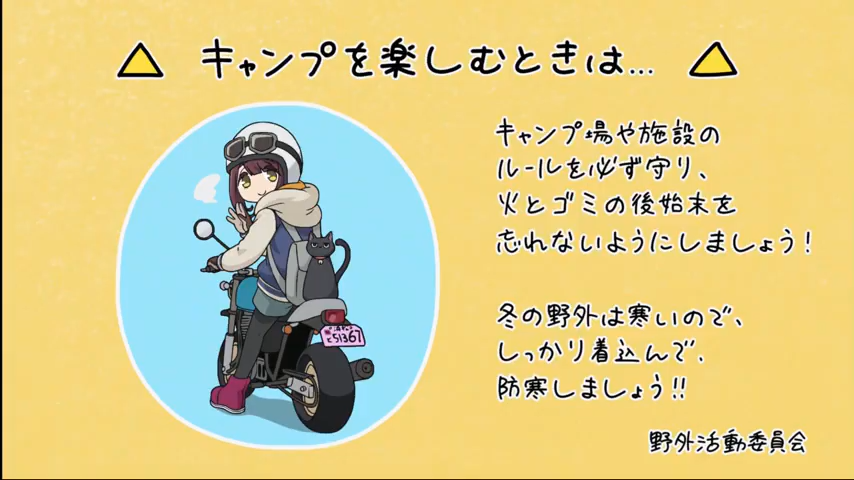 キャンプを楽しむときは...
キャンプ場や施設の
ルールを必ず守り、
火とゴミの後始末を
忘れないようにしましょう!
冬の野外は寒いので、
しっかり着込んで、
防寒しましょう!!
野外活動委員会